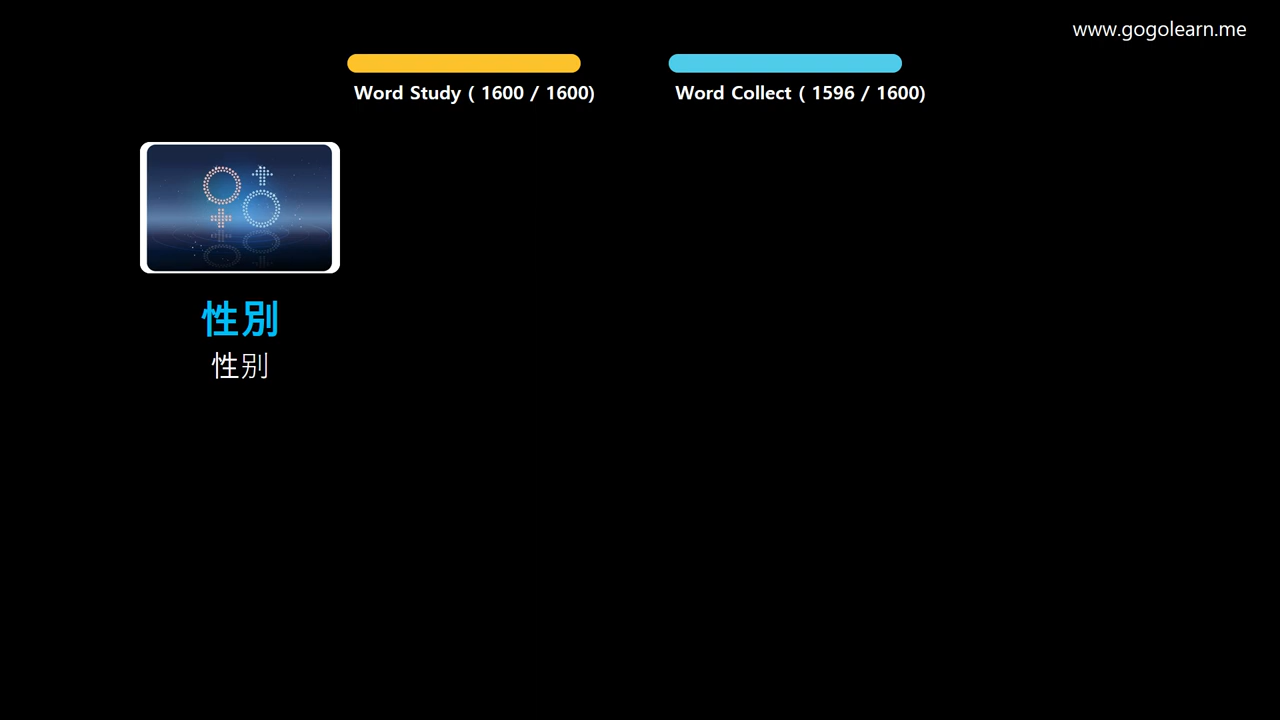 www.gogolearn.me
Word Study ( 1600 / 1600)
Word Collect ( 1596 / 1600)
性別
性别